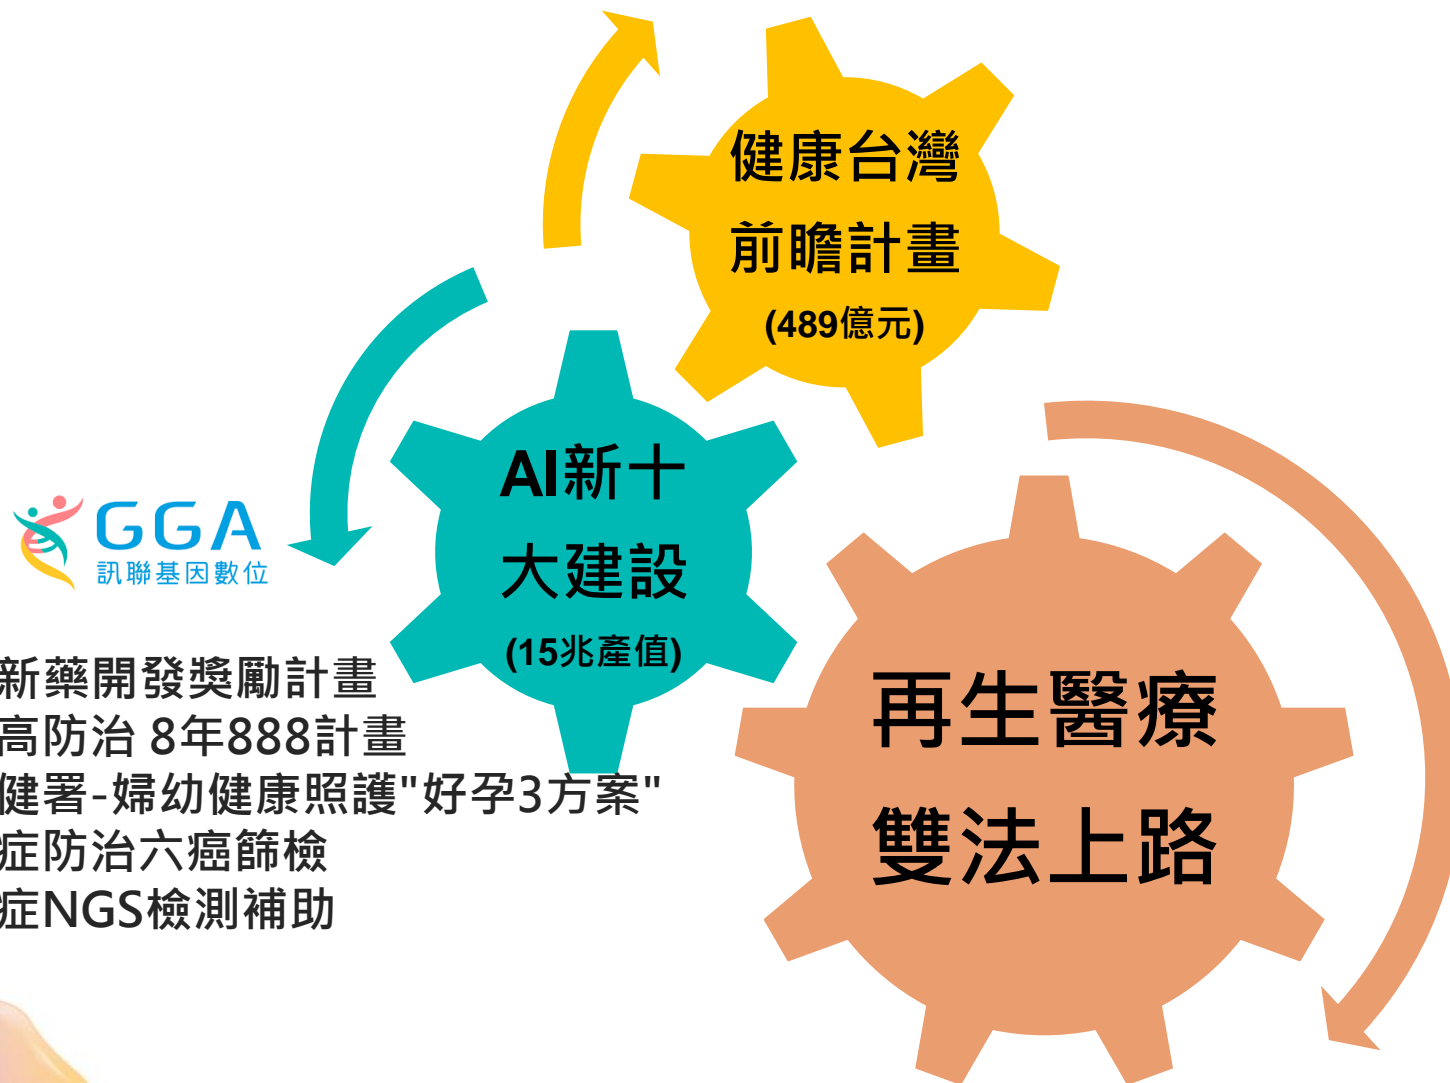 健康台灣
前瞻計畫
(489億元)
AI新十
大建設
(15兆產值)
GGA
訊聯基因數位
再生醫療
雙法上路
新藥開發獎勵計畫
高防治 8年888計畫
健署-婦幼健康照護"好孕3方案"
症防治六癌篩檢
症NGS檢測補助